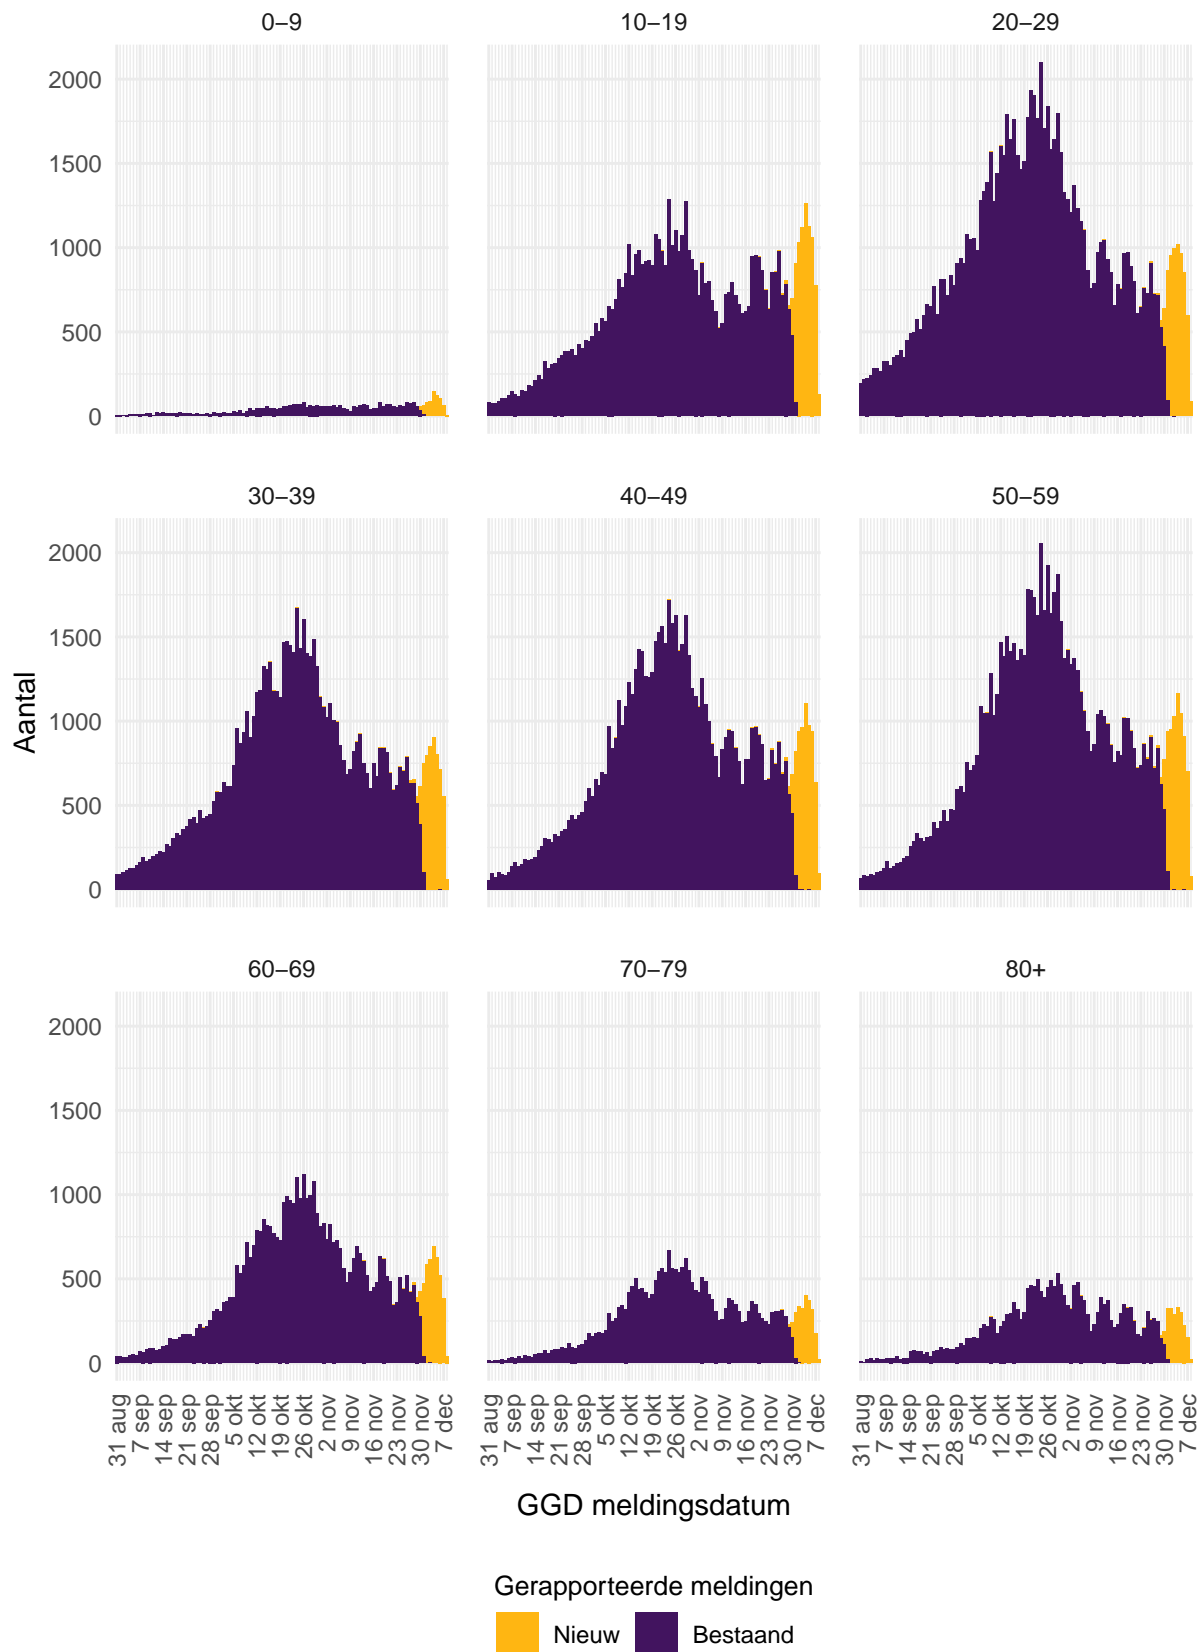 0−9 10−19 20−29
2000
1500
1000
500
0
30−39 40−49 50−59
2000
1500
1000
500
0
60−69 70−79 80+
2000
1500
1000
500
0
Aantal
31 aug 7 sep 14 sep 21 sep 28 sep 5 okt 12 okt 19 okt 26 okt 2 nov 9 nov 16 nov 23 nov 30 nov 7 dec
31 aug 7 sep 14 sep 21 sep 28 sep 5 okt 12 okt 19 okt 26 okt 2 nov 9 nov 16 nov 23 nov 30 nov 7 dec
31 aug 7 sep 14 sep 21 sep 28 sep 5 okt 12 okt 19 okt 26 okt 2 nov 9 nov 16 nov 23 nov 30 nov 7 dec
GGD meldingsdatum
Gerapporteerde meldingen
Nieuw Bestaand